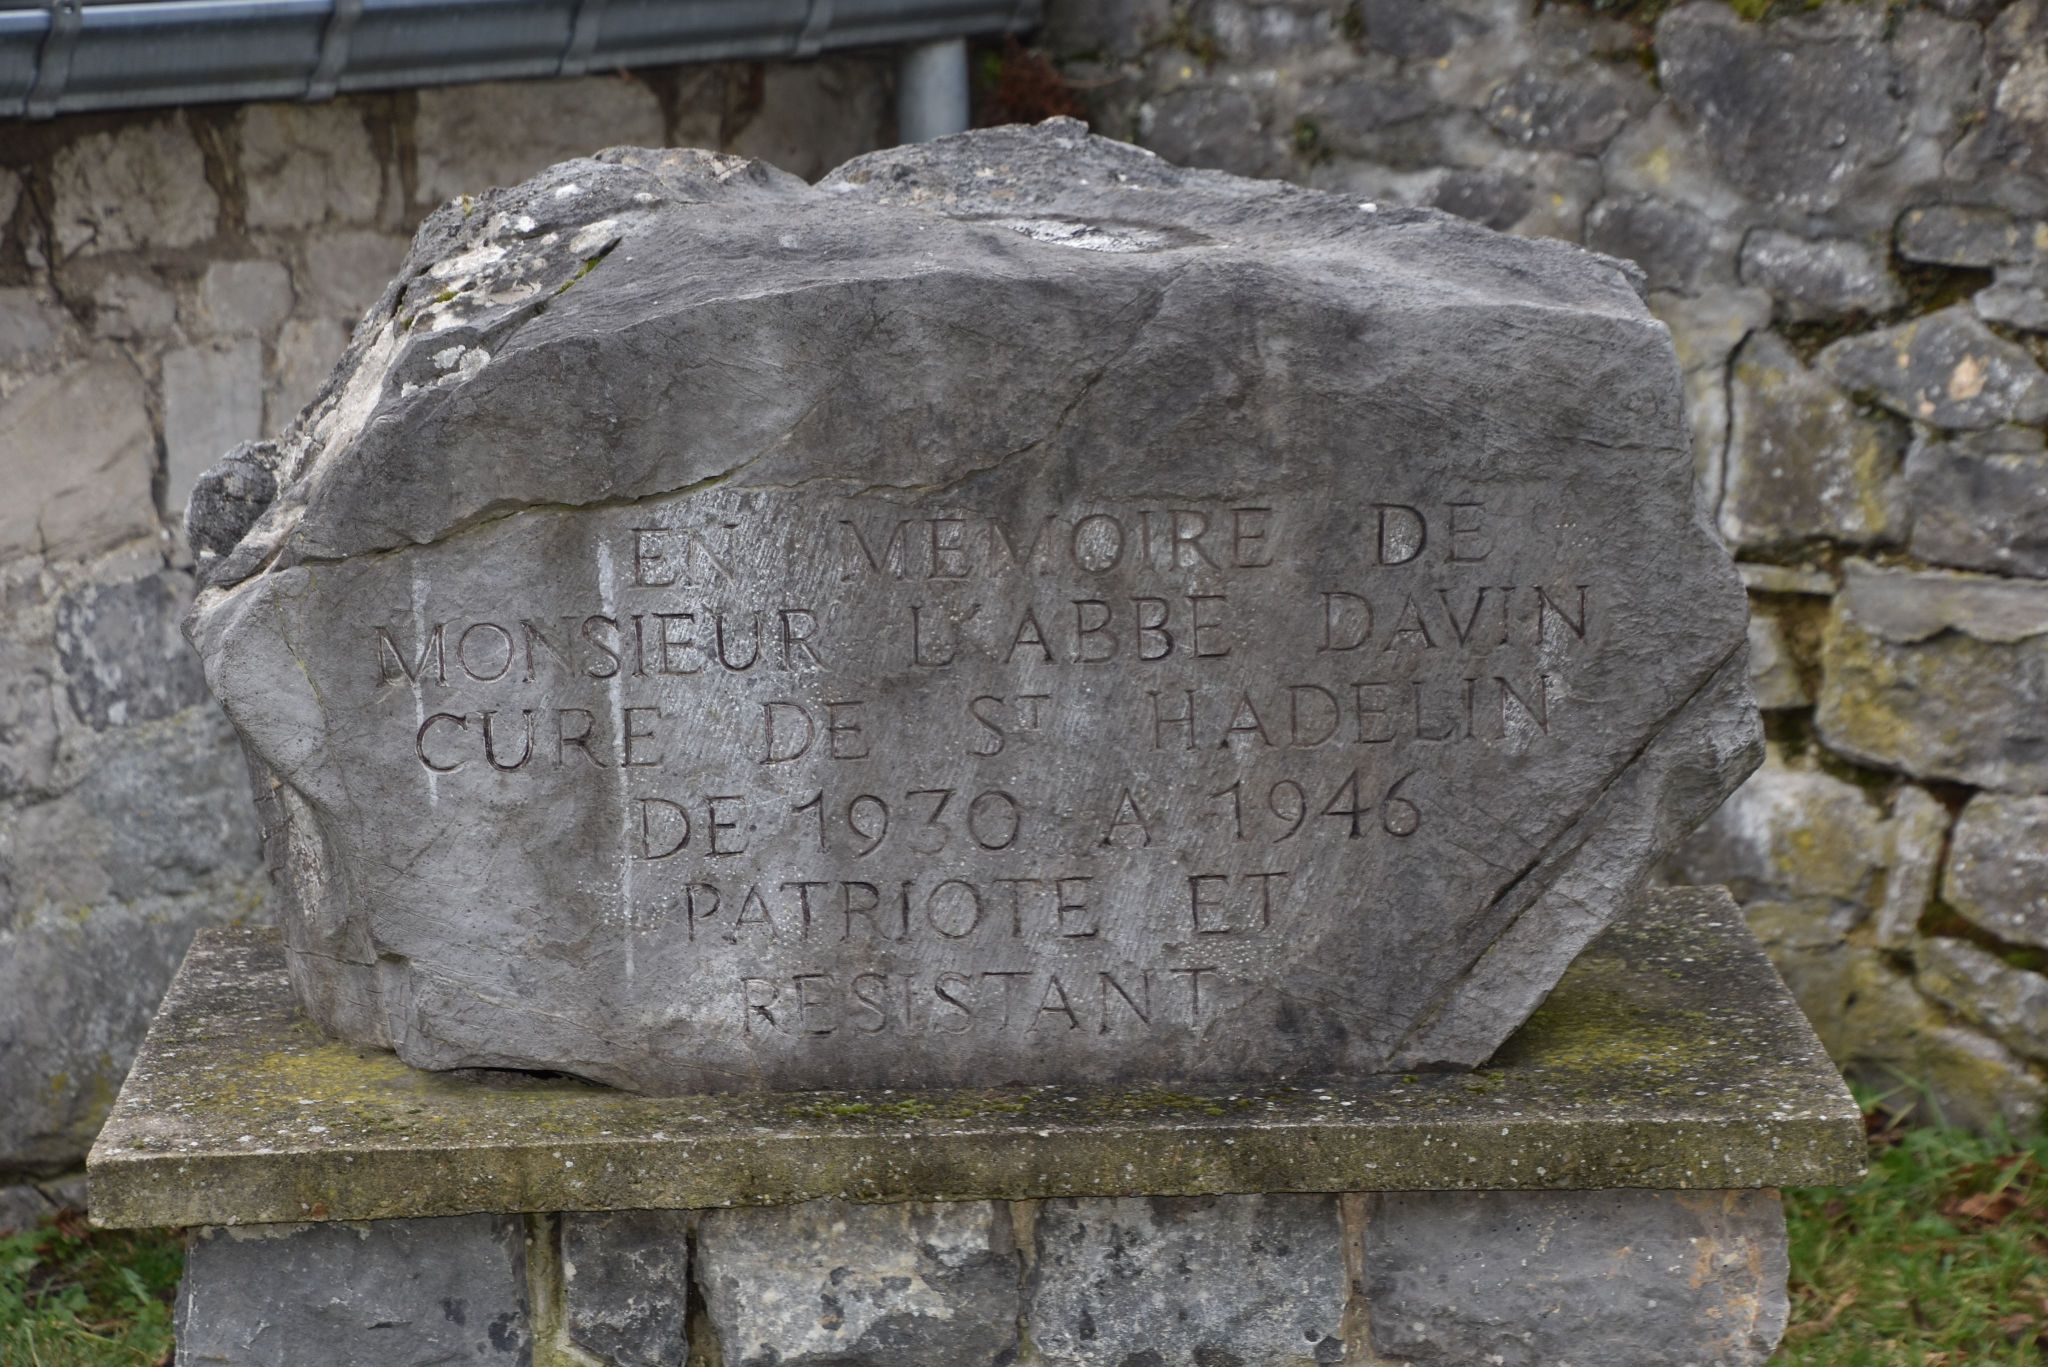 EN MEMOIRE DE
MONSIEUR L'ABBE DAVIN
CURE DE ST HADELIN
DE 1930 A 1946
PATRIOTE ET
RESISTANT